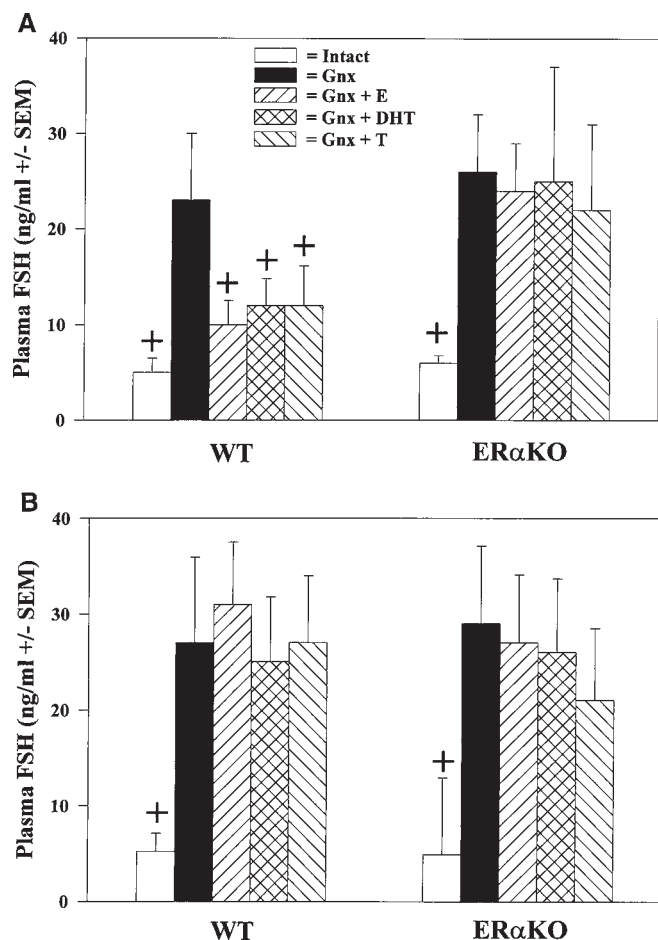 A
40
30
20
10
0
Plasma FSH (ng/ml +/- SEM)
= Intact
= Gnx
= Gnx + E
= Gnx + DHT
= Gnx + T
+
+
+
+
+
WT
ERαKO
B
40
30
20
10
0
Plasma FSH (ng/ml +/- SEM)
+
+
WT
ERαKO